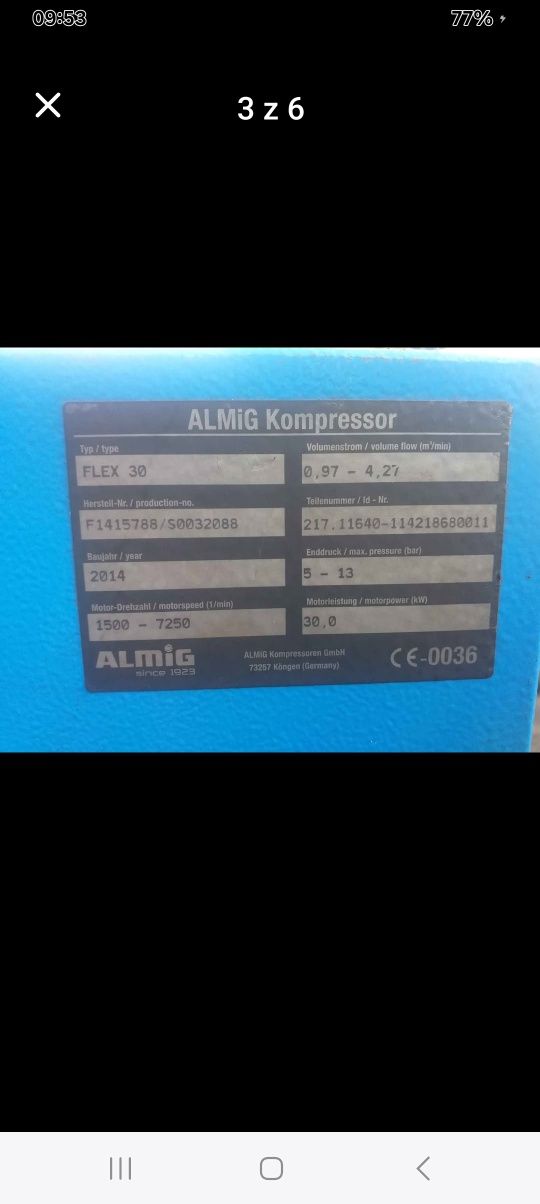 09:53 77%
3 z 6
ALMiG Kompressor
Typ / type
FLEX 30
Volumenstrom / volume flow (m³/min)
0,97 - 4,27
Herstell-Nr. / production-no.
F1415788/S0032088
Teilenummer / Id - Nr.
217.11640-114218680011
Baujahr / year
2014
Enddruck / max. pressure (bar)
5 - 13
Motor-Drehzahl / motorspeed (1/min)
1500 - 7250
Motorleistung / motorpower (kW)
30,0
ALMiG
since 1923
ALMiG Kompressoren GmbH
73257 Köngen (Germany)
CE-0036